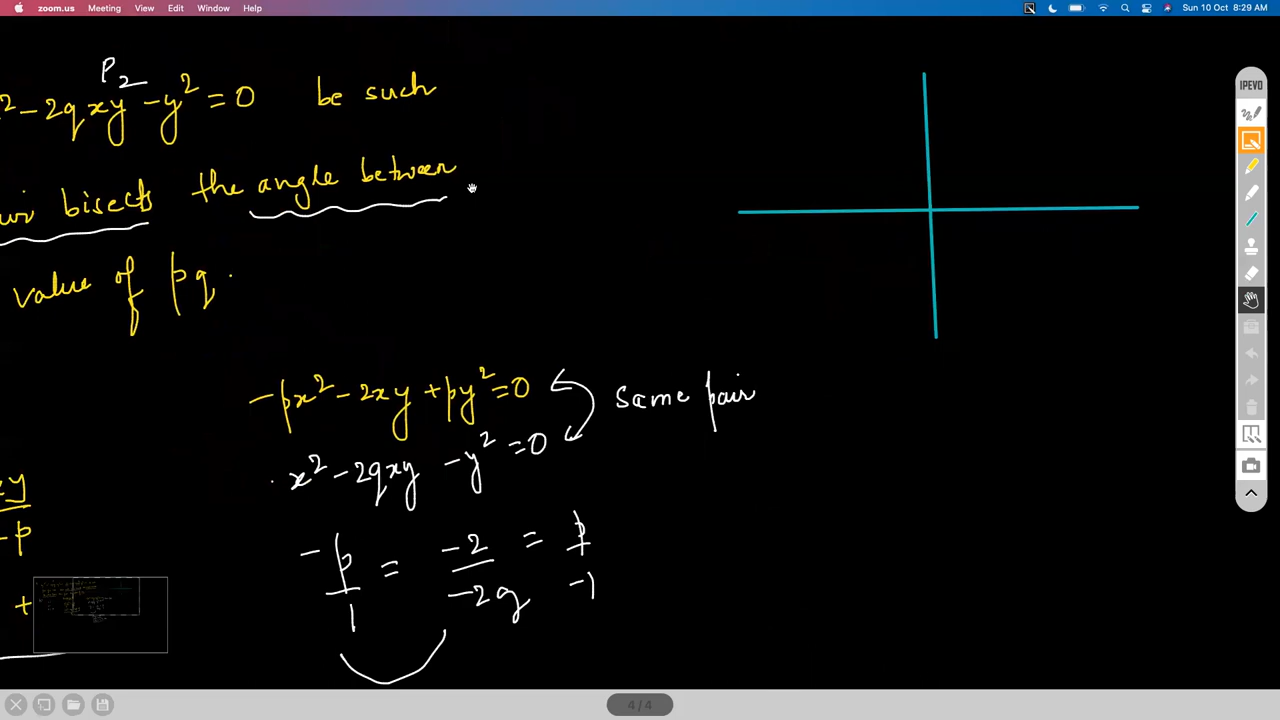 zoom.us Meeting View Edit Window Help Sun 10 Oct 8:29 AM
P2
² - 2qxy - y² = 0 be such
bisects the angle between
value of pq.
IPEVO
-px² - 2xy + py² = 0 same pair
x² - 2qxy - y² = 0
xy
-p
-p/1 = -2/-2q = p/-1
+
4 / 4